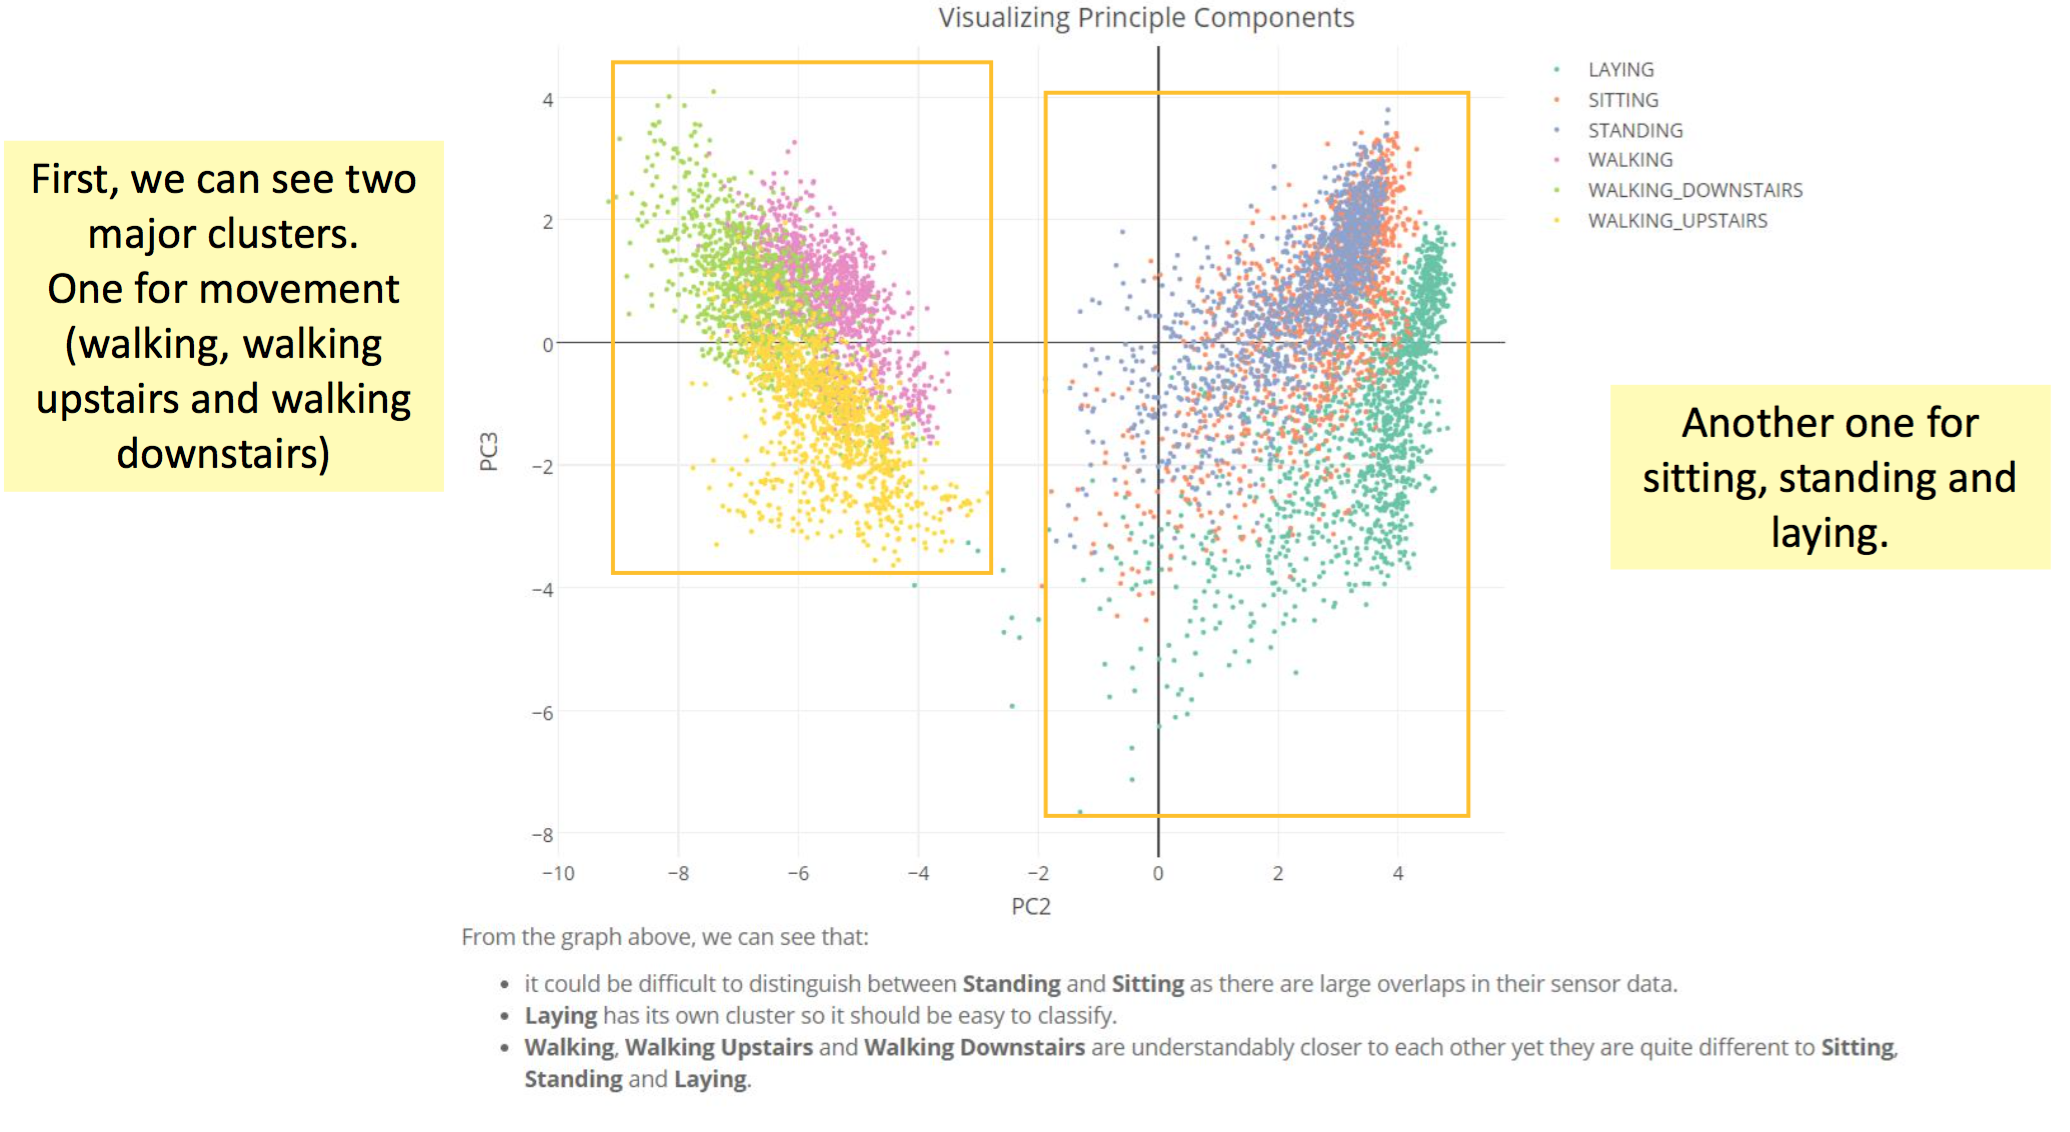 Visualizing Principle Components
First, we can see two
major clusters.
One for movement
(walking, walking
upstairs and walking
downstairs)
LAYING
SITTING
STANDING
WALKING
WALKING_DOWNSTAIRS
WALKING_UPSTAIRS
Another one for
sitting, standing and
laying.
PC3
4
2
0
−2
−4
−6
−8
−10
−8
−6
−4
−2
0
2
4
PC2
From the graph above, we can see that:
• it could be difficult to distinguish between Standing and Sitting as there are large overlaps in their sensor data.
• Laying has its own cluster so it should be easy to classify.
• Walking, Walking Upstairs and Walking Downstairs are understandably closer to each other yet they are quite different to Sitting,
Standing and Laying.